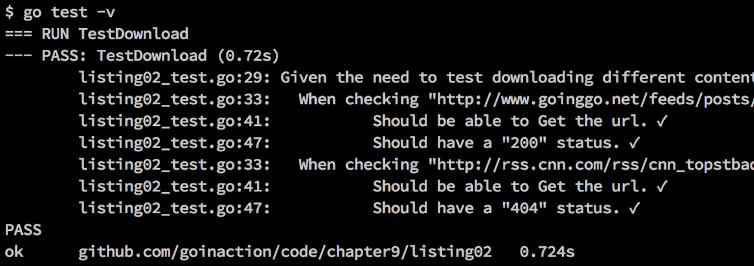 $ go test -v
=== RUN TestDownload
--- PASS: TestDownload (0.72s)
listing02_test.go:29: Given the need to test downloading different content
listing02_test.go:33: When checking "http://www.goinggo.net/feeds/posts/
listing02_test.go:41: Should be able to Get the url. ✓
listing02_test.go:47: Should have a "200" status. ✓
listing02_test.go:33: When checking "http://rss.cnn.com/rss/cnn_topstbad
listing02_test.go:41: Should be able to Get the url. ✓
listing02_test.go:47: Should have a "404" status. ✓
PASS
ok github.com/goinaction/code/chapter9/listing02 0.724s